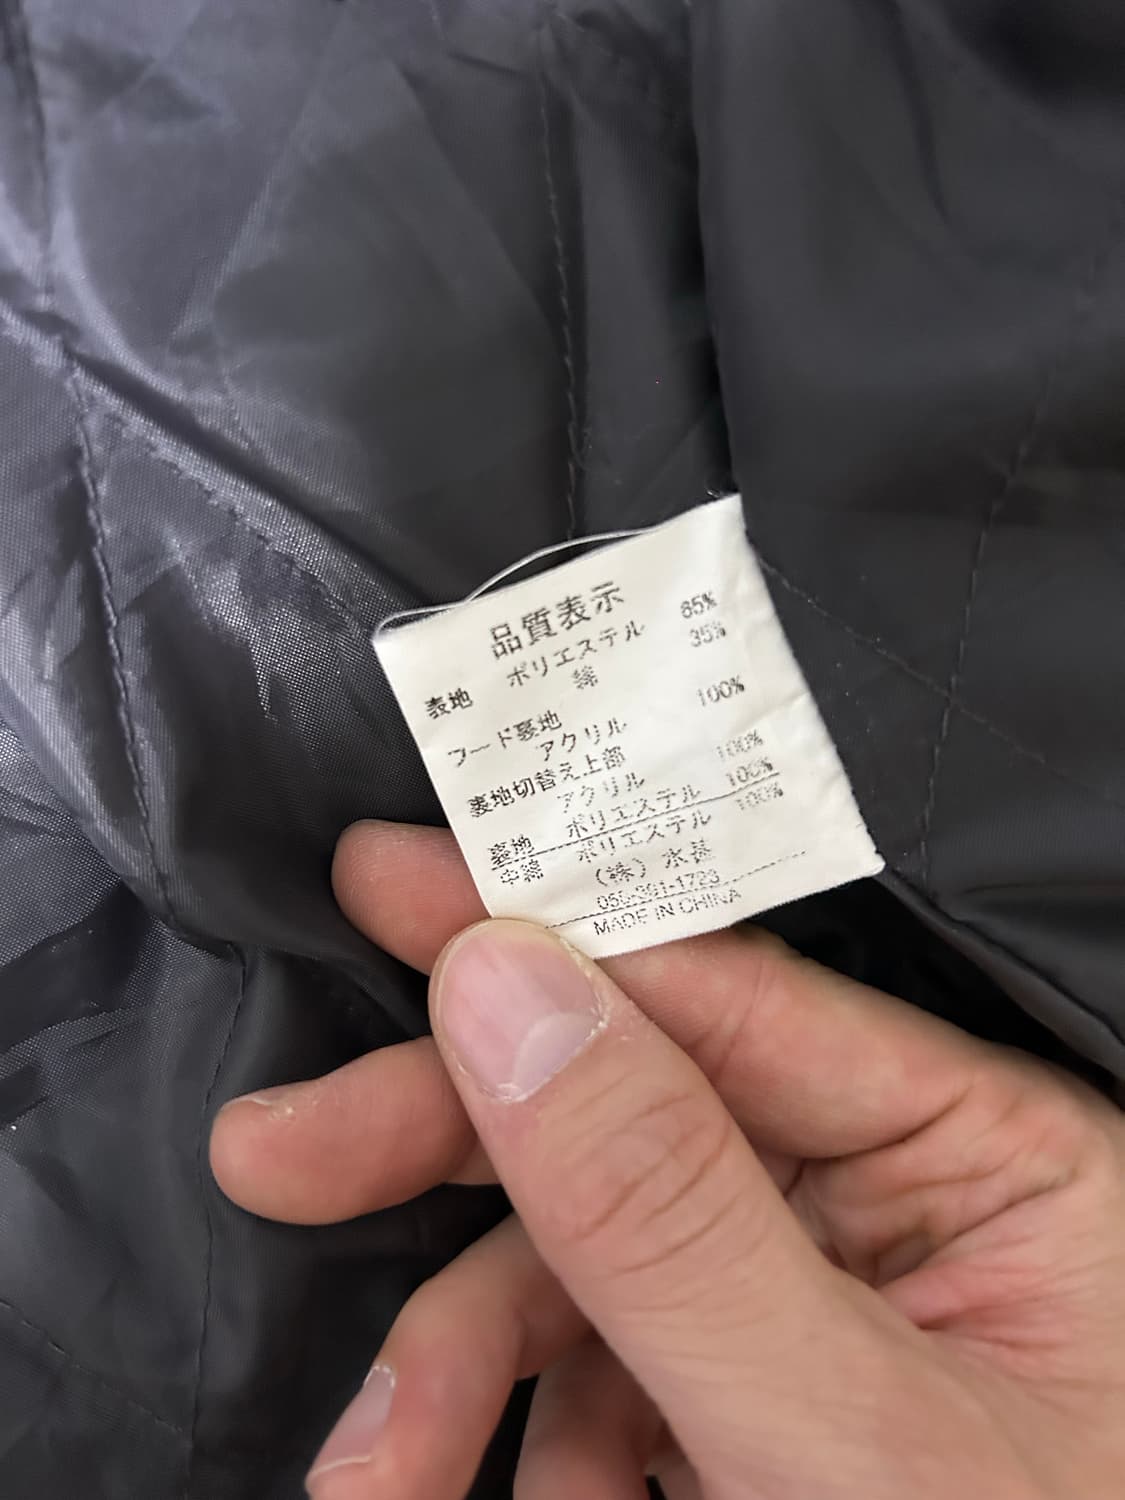 品質表示
表地 ポリエステル 65%
綿 35%
フード裏地
アクリル 100%
裏地切替え上部
アクリル 100%
裏地 ポリエステル 100%
中綿 ポリエステル 100%
(株) 水甚
MADE IN CHINA